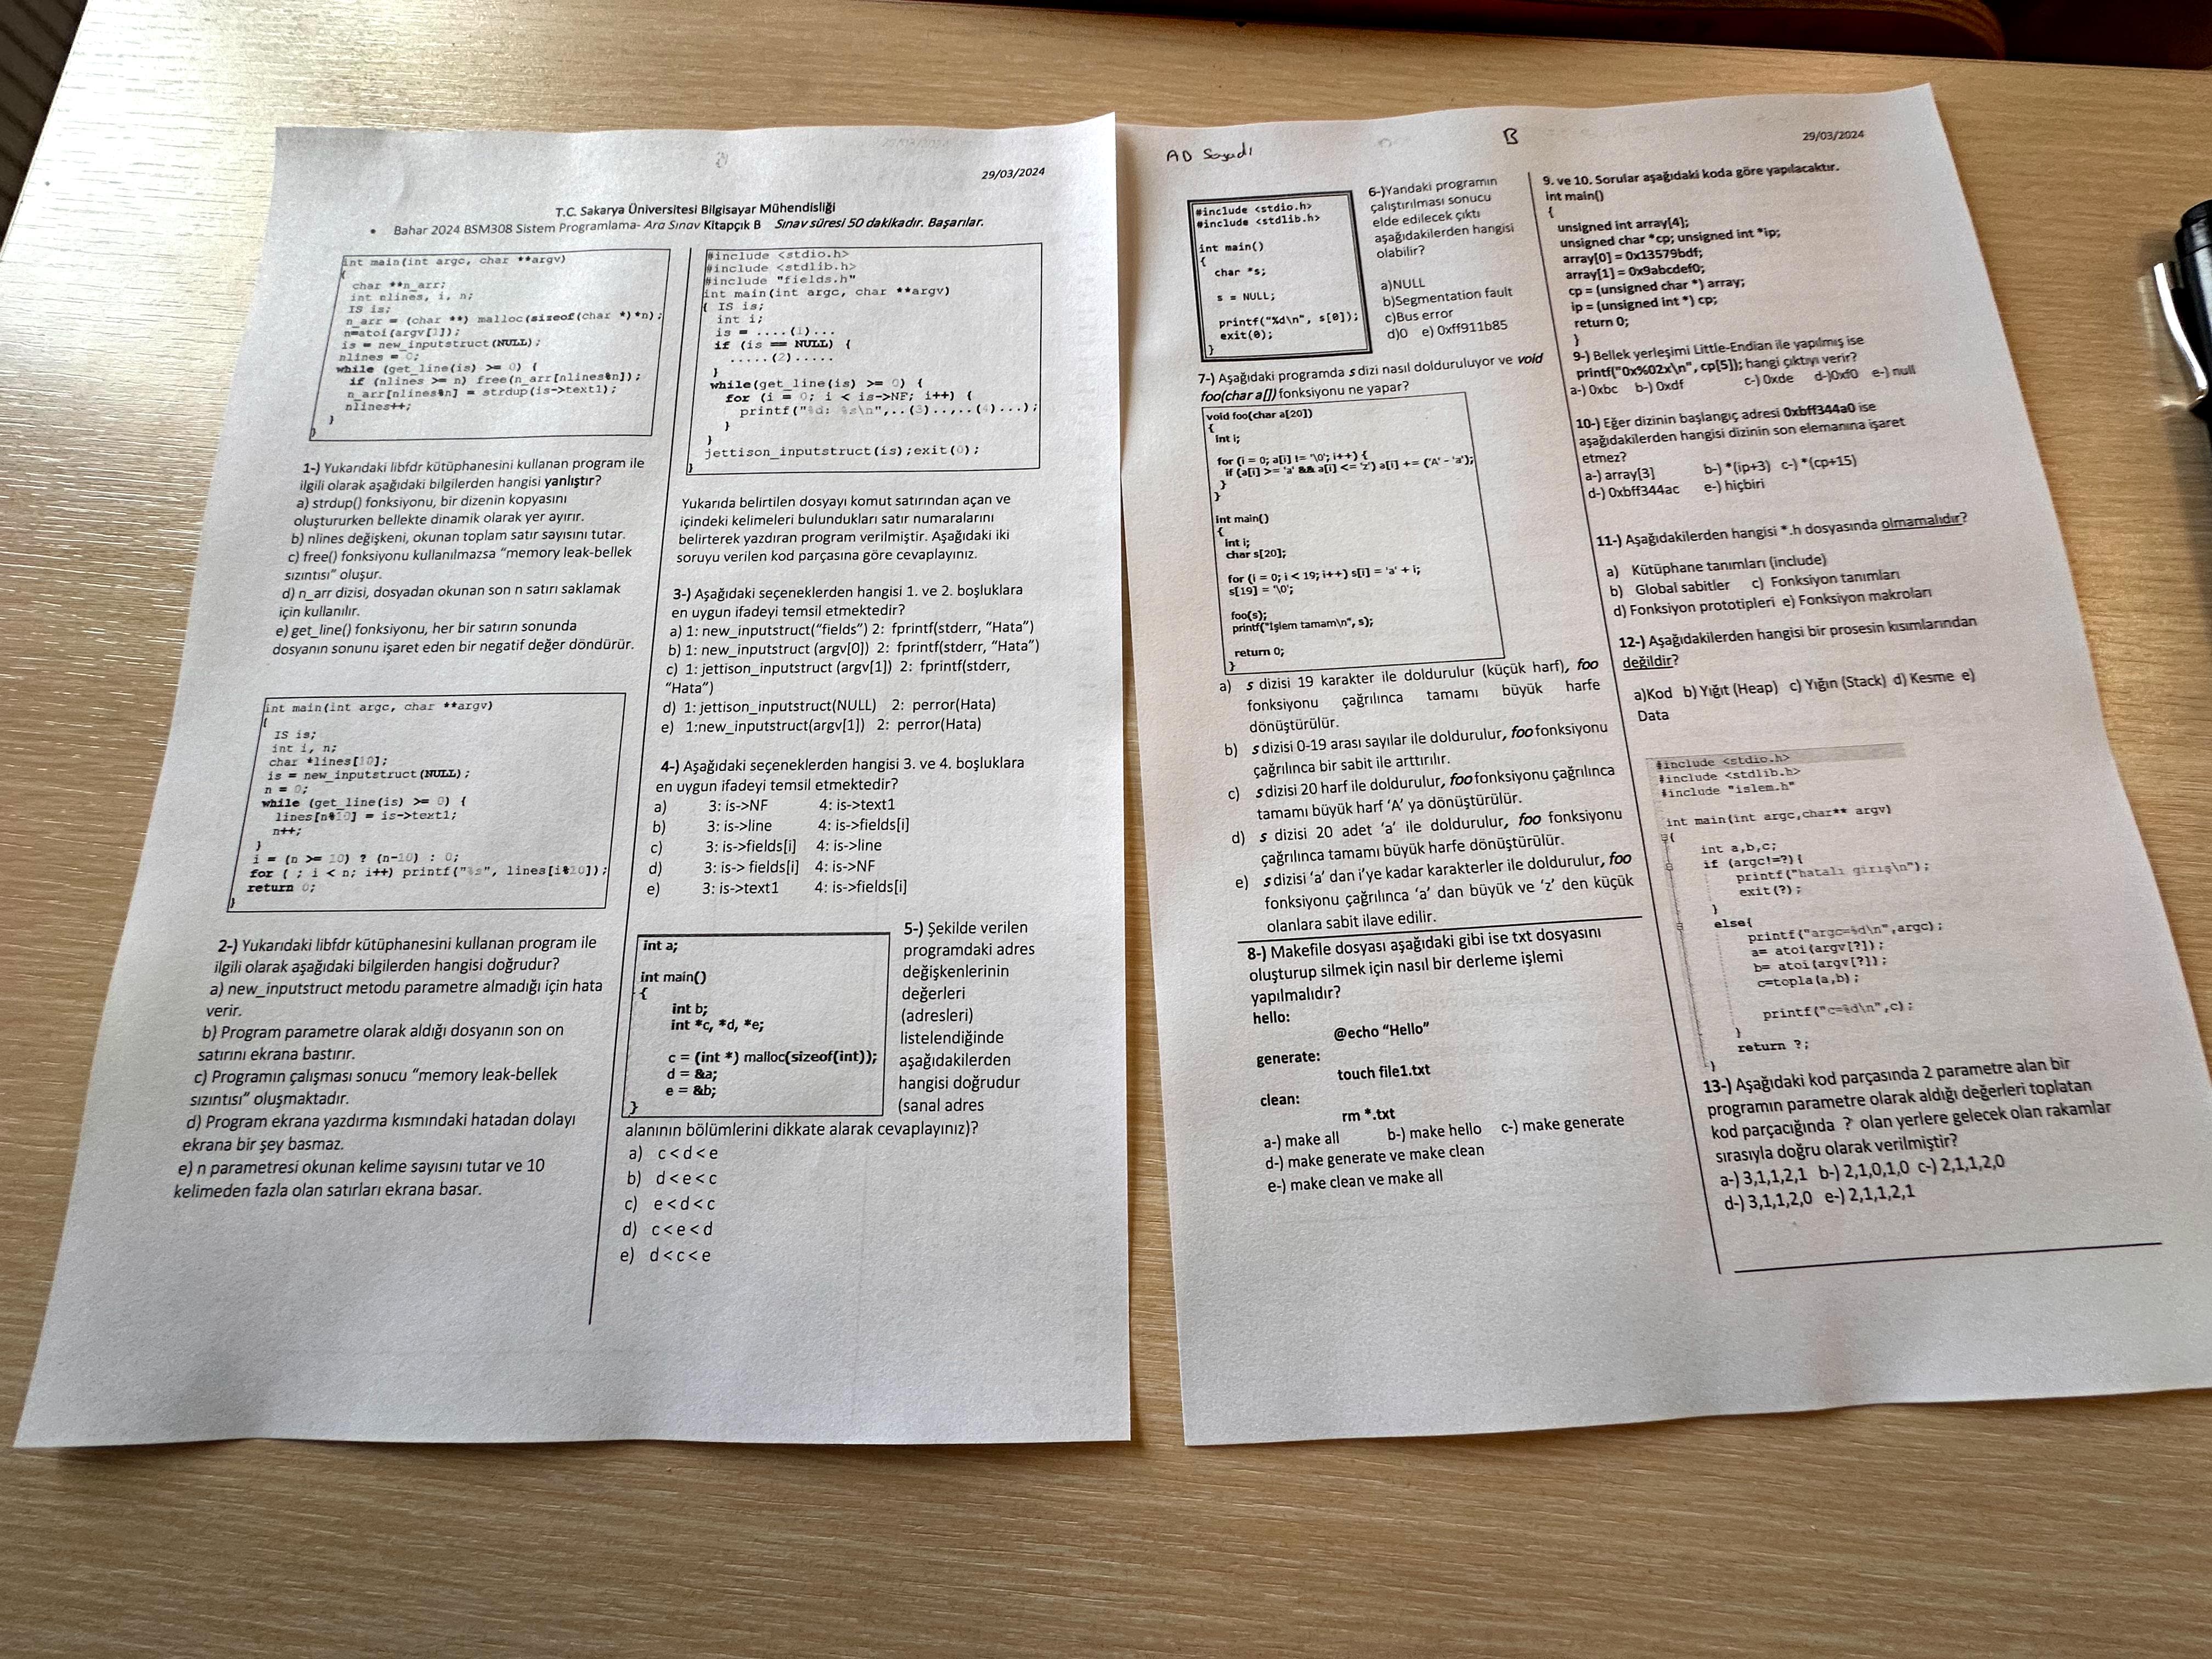 29/03/2024
T.C. Sakarya Üniversitesi Bilgisayar Mühendisliği
• Bahar 2024 BSM308 Sistem Programlama- Ara Sınav Kitapçık B Sınav süresi 50 dakikadır. Başarılar.
int main(int argc, char **argv)
{
char **n_arr;
int nlines, i, n;
IS is;
n_arr = (char **) malloc(sizeof(char *)*n);
n=atoi(argv[1]);
is = new_inputstruct(NULL);
nlines = 0;
while (get_line(is) >= 0) {
if (nlines >= n) free(n_arr[nlines%n]);
n_arr[nlines%n] = strdup(is->text1);
nlines++;
}
}
1-) Yukarıdaki libfdr kütüphanesini kullanan program ile
ilgili olarak aşağıdaki bilgilerden hangisi yanlıştır?
a) strdup() fonksiyonu, bir dizenin kopyasını
oluştururken bellekte dinamik olarak yer ayırır.
b) nlines değişkeni, okunan toplam satır sayısını tutar.
c) free() fonksiyonu kullanılmazsa “memory leak-bellek
sızıntısı” oluşur.
d) n_arr dizisi, dosyadan okunan son n satırı saklamak
için kullanılır.
e) get_line() fonksiyonu, her bir satırın sonunda
dosyanın sonunu işaret eden bir negatif değer döndürür.
int main(int argc, char **argv)
{
IS is;
int i, n;
char *lines[10];
is = new_inputstruct(NULL);
n = 0;
while (get_line(is) >= 0) {
lines[n%10] = is->text1;
n++;
}
i = (n >= 10) ? (n-10) : 0;
for ( ; i < n; i++) printf("%s", lines[i%10]);
return 0;
}
2-) Yukarıdaki libfdr kütüphanesini kullanan program ile
ilgili olarak aşağıdaki bilgilerden hangisi doğrudur?
a) new_inputstruct metodu parametre almadığı için hata
verir.
b) Program parametre olarak aldığı dosyanın son on
satırını ekrana bastırır.
c) Programın çalışması sonucu “memory leak-bellek
sızıntısı” oluşmaktadır.
d) Program ekrana yazdırma kısmındaki hatadan dolayı
ekrana bir şey basmaz.
e) n parametresi okunan kelime sayısını tutar ve 10
kelimeden fazla olan satırları ekrana basar.
#include <stdio.h>
#include <stdlib.h>
#include "fields.h"
int main(int argc, char **argv)
{ IS is;
int i;
is = ....(1)...
if (is == NULL) {
.....(2).....
}
while(get_line(is) >= 0) {
for (i = 0; i < is->NF; i++) {
printf("%d: %s\n",..(3)..,..(4)...);
}
}
jettison_inputstruct(is);exit(0);
}
Yukarıda belirtilen dosyayı komut satırından açan ve
içindeki kelimeleri bulundukları satır numaralarını
belirterek yazdıran program verilmiştir. Aşağıdaki iki
soruyu verilen kod parçasına göre cevaplayınız.
3-) Aşağıdaki seçeneklerden hangisi 1. ve 2. boşluklara
en uygun ifadeyi temsil etmektedir?
a) 1: new_inputstruct(“fields”) 2: fprintf(stderr, “Hata”)
b) 1: new_inputstruct (argv[0]) 2: fprintf(stderr, “Hata”)
c) 1: jettison_inputstruct (argv[1]) 2: fprintf(stderr,
“Hata”)
d) 1: jettison_inputstruct(NULL) 2: perror(Hata)
e) 1:new_inputstruct(argv[1]) 2: perror(Hata)
4-) Aşağıdaki seçeneklerden hangisi 3. ve 4. boşluklara
en uygun ifadeyi temsil etmektedir?
a) 3: is->NF 4: is->text1
b) 3: is->line 4: is->fields[i]
c) 3: is->fields[i] 4: is->line
d) 3: is-> fields[i] 4: is->NF
e) 3: is->text1 4: is->fields[i]
int a;
int main()
{
int b;
int *c, *d, *e;
c = (int *) malloc(sizeof(int));
d = &a;
e = &b;
}
5-) Şekilde verilen
programdaki adres
değişkenlerinin
değerleri
(adresleri)
listelendiğinde
aşağıdakilerden
hangisi doğrudur
(sanal adres
alanının bölümlerini dikkate alarak cevaplayınız)?
a) c<d<e
b) d<e<c
c) e<d<c
d) c<e<d
e) d<c<e
AD Soyadı
B
29/03/2024
#include <stdio.h>
#include <stdlib.h>
int main()
{
char *s;
s = NULL;
printf("%d\n", s[0]);
exit(0);
}
6-)Yandaki programın
çalıştırılması sonucu
elde edilecek çıktı
aşağıdakilerden hangisi
olabilir?
a)NULL
b)Segmentation fault
c)Bus error
d)0 e) 0xff911b85
7-) Aşağıdaki programda s dizi nasıl dolduruluyor ve void
foo(char a[]) fonksiyonu ne yapar?
void foo(char a[20])
{
int i;
for (i = 0; a[i] != '\0'; i++) {
if (a[i] >= 'a' && a[i] <= 'z') a[i] += ('A' - 'a');
}
}
int main()
{
int i;
char s[20];
for (i = 0; i < 19; i++) s[i] = 'a' + i;
s[19] = '\0';
foo(s);
printf("İşlem tamam\n", s);
return 0;
}
a) s dizisi 19 karakter ile doldurulur (küçük harf), foo
fonksiyonu çağrılınca tamamı büyük harfe
dönüştürülür.
b) s dizisi 0-19 arası sayılar ile doldurulur, foo fonksiyonu
çağrılınca bir sabit ile arttırılır.
c) s dizisi 20 harf ile doldurulur, foo fonksiyonu çağrılınca
tamamı büyük harf ‘A’ ya dönüştürülür.
d) s dizisi 20 adet ‘a’ ile doldurulur, foo fonksiyonu
çağrılınca tamamı büyük harfe dönüştürülür.
e) s dizisi ‘a’ dan i’ye kadar karakterler ile doldurulur, foo
fonksiyonu çağrılınca ‘a’ dan büyük ve ‘z’ den küçük
olanlara sabit ilave edilir.
8-) Makefile dosyası aşağıdaki gibi ise txt dosyasını
oluşturup silmek için nasıl bir derleme işlemi
yapılmalıdır?
hello:
@echo “Hello”
generate:
touch file1.txt
clean:
rm *.txt
a-) make all b-) make hello c-) make generate
d-) make generate ve make clean
e-) make clean ve make all
9. ve 10. Sorular aşağıdaki koda göre yapılacaktır.
int main()
{
unsigned int array[4];
unsigned char *cp; unsigned int *ip;
array[0] = 0x13579bdf;
array[1] = 0x9abcdef0;
cp = (unsigned char *) array;
ip = (unsigned int *) cp;
return 0;
}
9-) Bellek yerleşimi Little-Endian ile yapılmış ise
printf("0x%02x\n", cp[5]); hangi çıktıyı verir?
a-) 0xbc b-) 0xdf c-) 0xde d-)0xf0 e-) null
10-) Eğer dizinin başlangıç adresi 0xbff344a0 ise
aşağıdakilerden hangisi dizinin son elemanına işaret
etmez?
a-) array[3] b-) *(ip+3) c-) *(cp+15)
d-) 0xbff344ac e-) hiçbiri
11-) Aşağıdakilerden hangisi *.h dosyasında olmamalıdır?
a) Kütüphane tanımları (include)
b) Global sabitler c) Fonksiyon tanımları
d) Fonksiyon prototipleri e) Fonksiyon makroları
12-) Aşağıdakilerden hangisi bir prosesin kısımlarından
değildir?
a)Kod b) Yığıt (Heap) c) Yığın (Stack) d) Kesme e)
Data
#include <stdio.h>
#include <stdlib.h>
#include "islem.h"
int main(int argc,char** argv)
{
int a,b,c;
if (argc!=?){
printf("hatalı giriş\n");
exit(?);
}
else{
printf("argc=%d\n",argc);
a= atoi(argv[?]);
b= atoi(argv[?]);
c=topla(a,b);
printf("c=%d\n",c);
}
return ?;
}
13-) Aşağıdaki kod parçasında 2 parametre alan bir
programın parametre olarak aldığı değerleri toplatan
kod parçacığında ? olan yerlere gelecek olan rakamlar
sırasıyla doğru olarak verilmiştir?
a-) 3,1,1,2,1 b-) 2,1,0,1,0 c-) 2,1,1,2,0
d-) 3,1,1,2,0 e-) 2,1,1,2,1